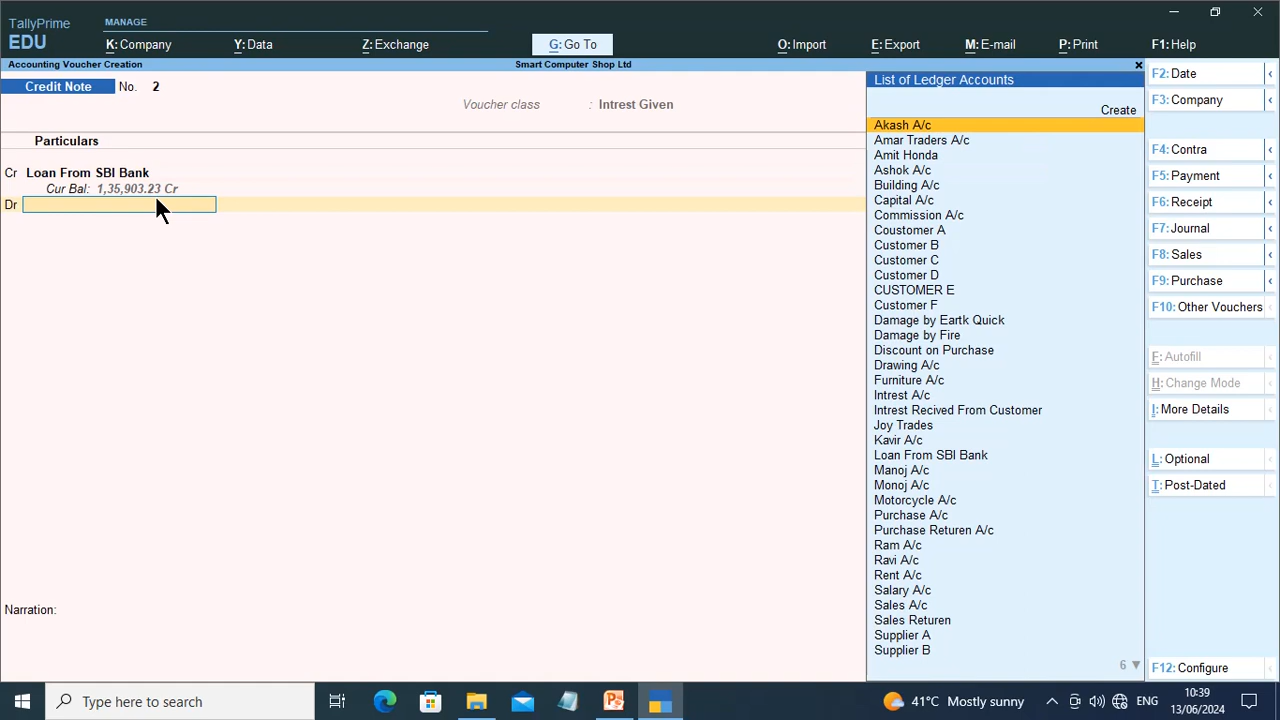 TallyPrime
EDU
MANAGE
K: Company
Y: Data
Z: Exchange
G: Go To
O: Import
E: Export
M: E-mail
P: Print
F1: Help
Accounting Voucher Creation
Smart Computer Shop Ltd
Credit Note No. 2
Voucher class : Intrest Given
Particulars
Cr Loan From SBI Bank
Cur Bal: 1,35,903.23 Cr
Dr
Narration:
List of Ledger Accounts
Create
Akash A/c
Amar Traders A/c
Amit Honda
Ashok A/c
Building A/c
Capital A/c
Commission A/c
Coustomer A
Customer B
Customer C
Customer D
CUSTOMER E
Customer F
Damage by Eartk Quick
Damage by Fire
Discount on Purchase
Drawing A/c
Furniture A/c
Intrest A/c
Intrest Recived From Customer
Joy Trades
Kavir A/c
Loan From SBI Bank
Manoj A/c
Monoj A/c
Motorcycle A/c
Purchase A/c
Purchase Returen A/c
Ram A/c
Ravi A/c
Rent A/c
Salary A/c
Sales A/c
Sales Returen
Supplier A
Supplier B
6 ▼
F2: Date
F3: Company
F4: Contra
F5: Payment
F6: Receipt
F7: Journal
F8: Sales
F9: Purchase
F10: Other Vouchers
F: Autofill
H: Change Mode
I: More Details
L: Optional
T: Post-Dated
F12: Configure
Type here to search
41°C Mostly sunny
ENG
10:39
13/06/2024